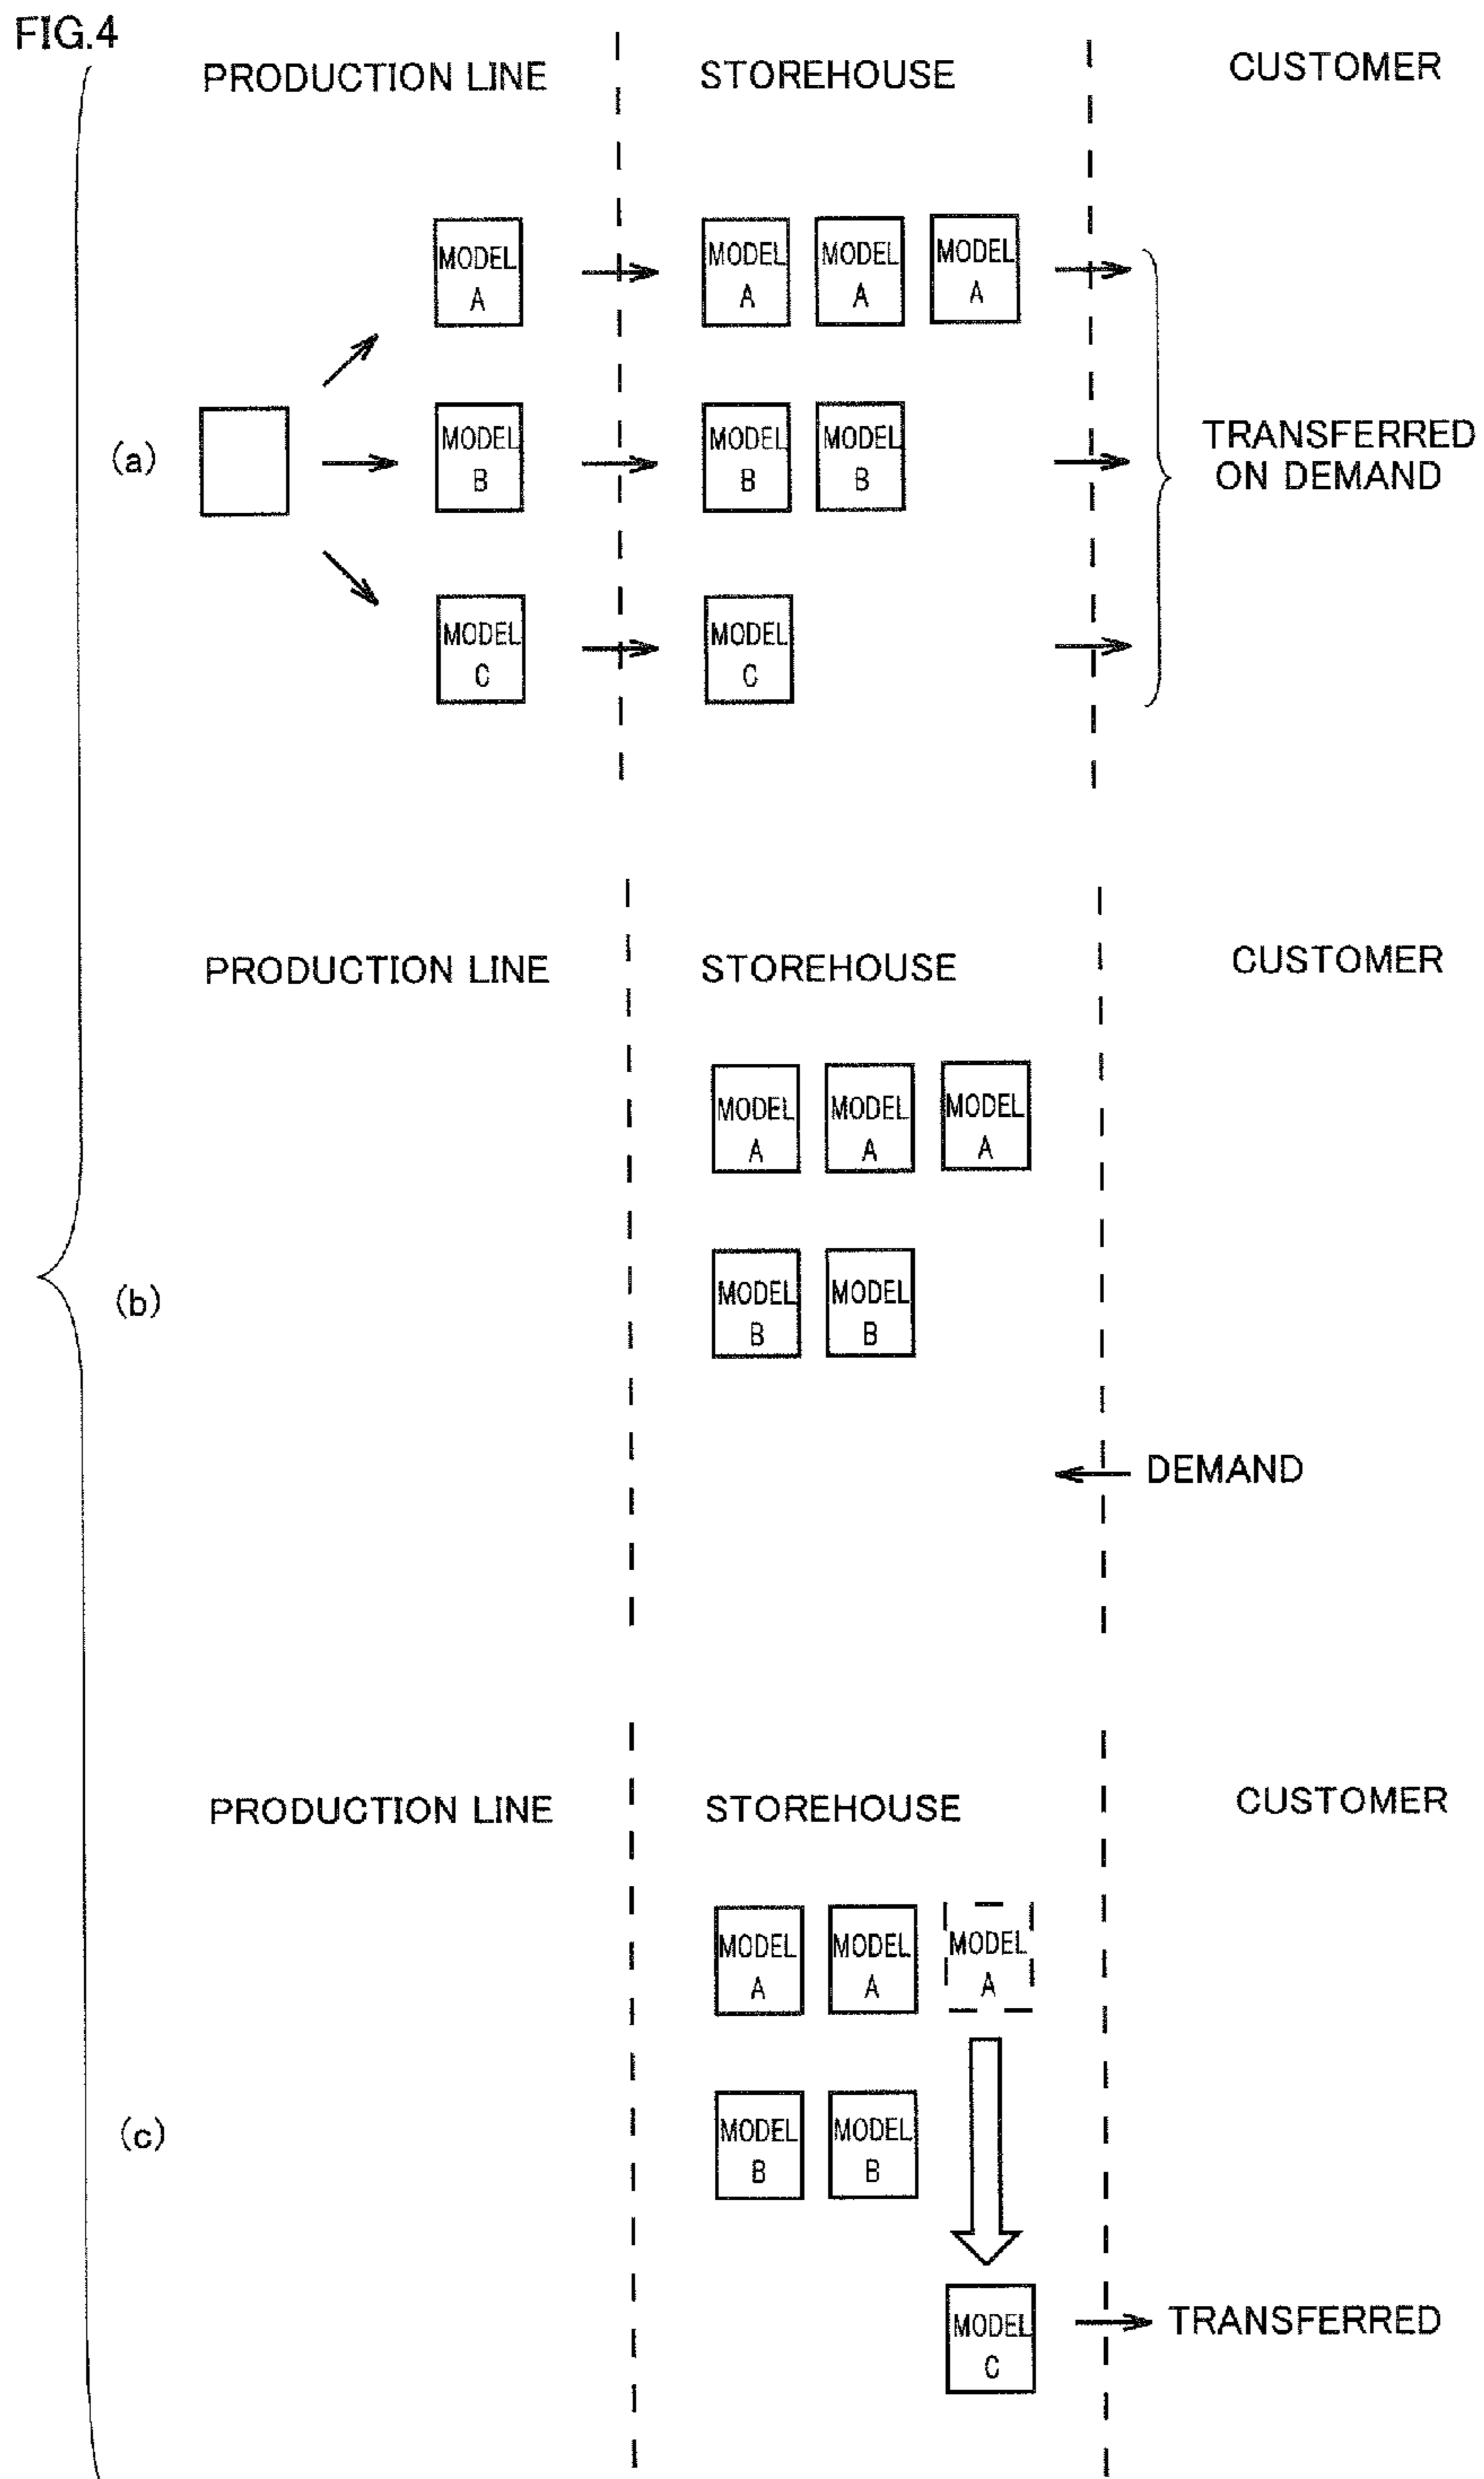 FIG.4
PRODUCTION LINE STOREHOUSE CUSTOMER
MODEL A MODEL A MODEL A MODEL A
(a) MODEL B MODEL B MODEL B
TRANSFERRED
ON DEMAND
MODEL C MODEL C
PRODUCTION LINE STOREHOUSE CUSTOMER
MODEL A MODEL A MODEL A
(b) MODEL B MODEL B
DEMAND
PRODUCTION LINE STOREHOUSE CUSTOMER
MODEL A MODEL A MODEL A
(c) MODEL B MODEL B
MODEL C TRANSFERRED